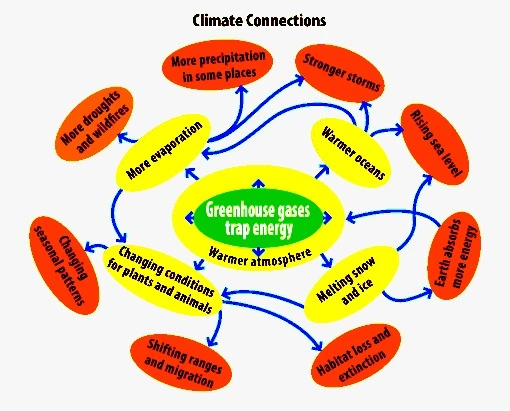 Climate Connections
More precipitation
in some places
Stronger storms
More droughts
and wildfires
More evaporation
Warmer oceans
Rising sea level
Greenhouse gases
trap energy
Warmer atmosphere
Changing
seasonal patterns
Changing conditions
for plants and animals
Melting snow
and ice
Earth absorbs
more energy
Shifting ranges
and migration
Habitat loss and
extinction